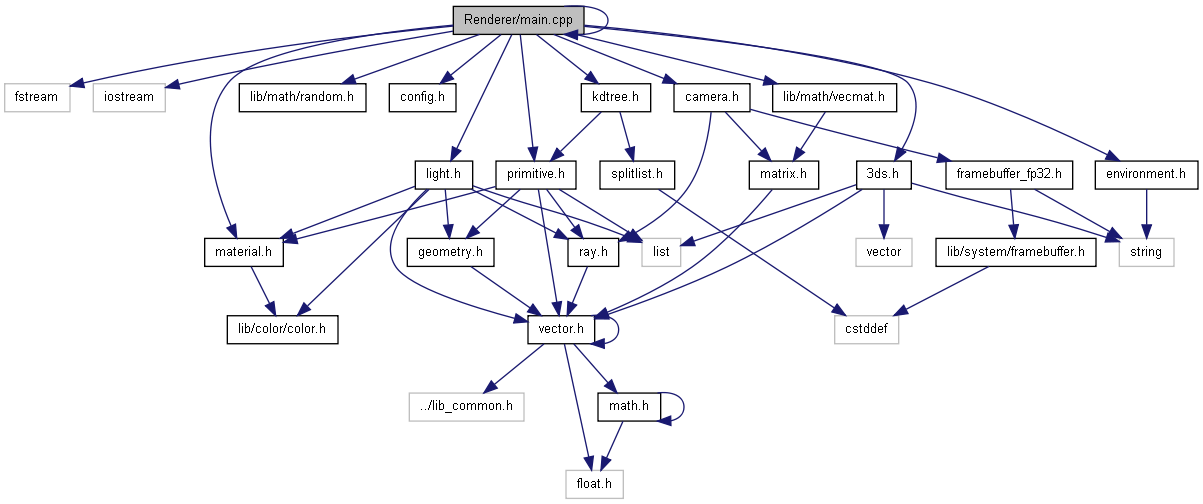 Renderer/main.cpp
fstream
iostream
lib/math/random.h
config.h
kdtree.h
camera.h
lib/math/vecmat.h
light.h
primitive.h
splitlist.h
matrix.h
3ds.h
framebuffer_fp32.h
environment.h
material.h
geometry.h
ray.h
list
vector
lib/system/framebuffer.h
string
lib/color/color.h
vector.h
cstddef
../lib_common.h
math.h
float.h